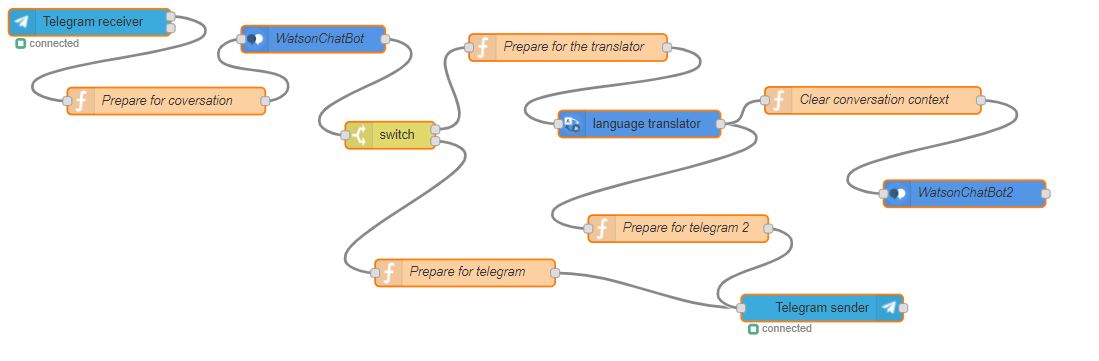 Telegram receiver
connected
Prepare for coversation
WatsonChatBot
switch
Prepare for the translator
language translator
Clear conversation context
WatsonChatBot2
Prepare for telegram 2
Prepare for telegram
Telegram sender
connected